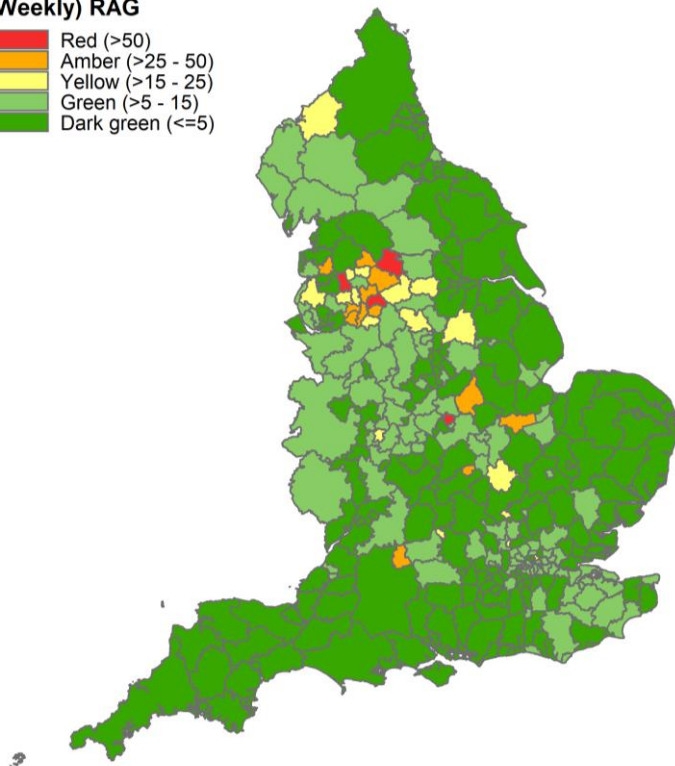 Weekly) RAG
Red (>50)
Amber (>25 - 50)
Yellow (>15 - 25)
Green (>5 - 15)
Dark green (<=5)